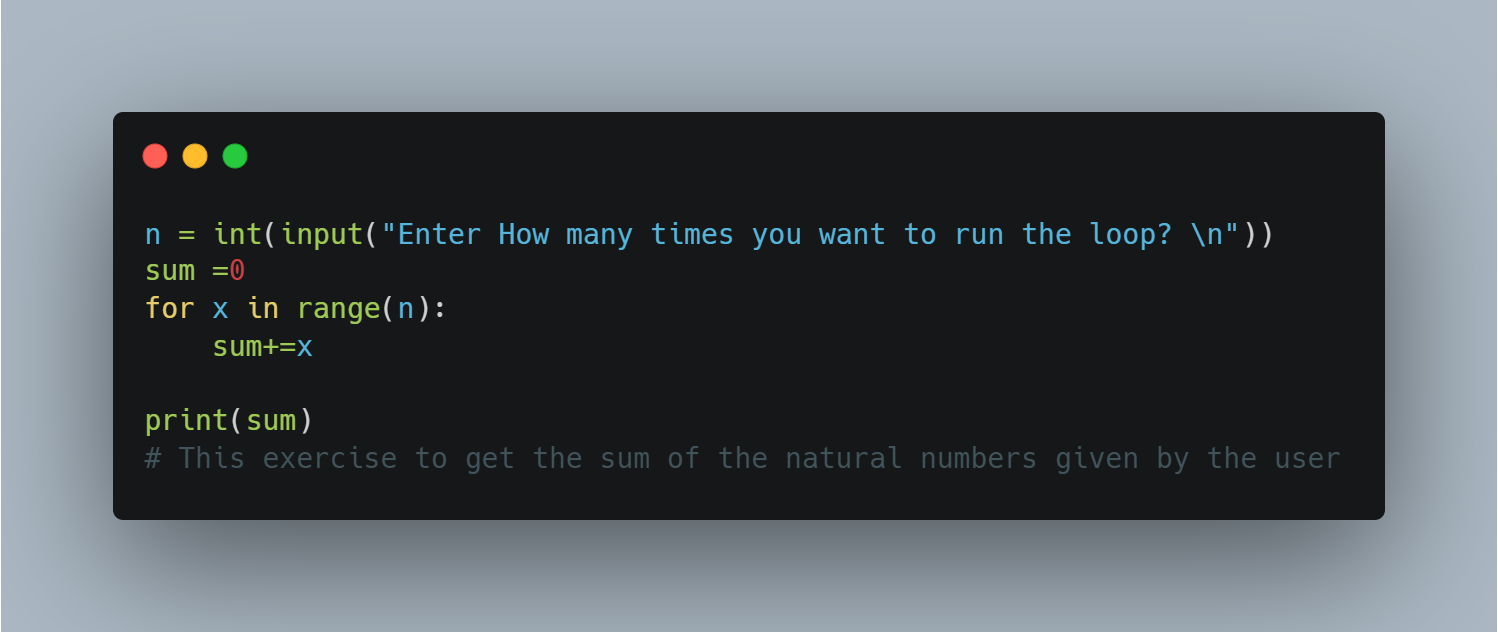 n = int(input("Enter How many times you want to run the loop? \n"))
sum =0
for x in range(n):
    sum+=x

print(sum)
# This exercise to get the sum of the natural numbers given by the user